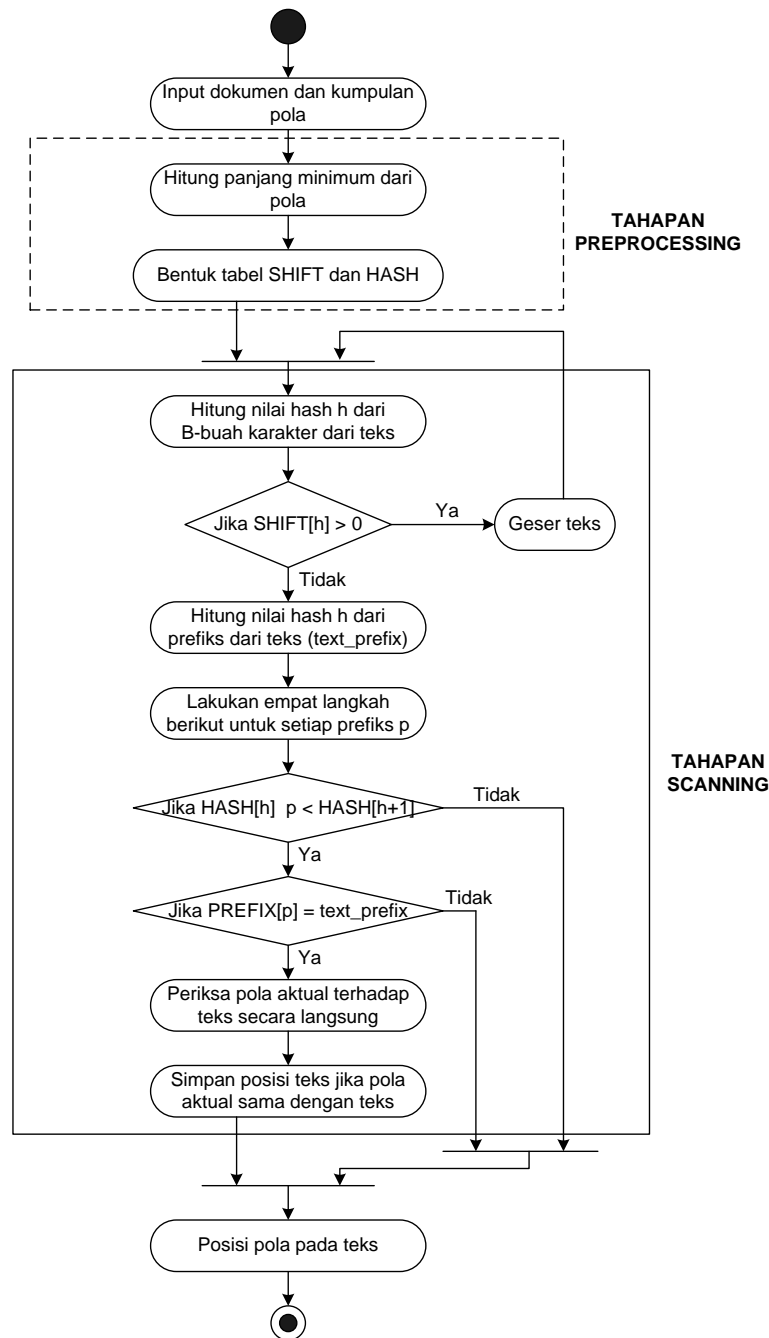 Input dokumen dan kumpulan
pola
Hitung panjang minimum dari
pola
TAHAPAN
PREPROCESSING
Bentuk tabel SHIFT dan HASH
Hitung nilai hash h dari
B-buah karakter dari teks
Jika SHIFT[h] > 0
Ya
Geser teks
Tidak
Hitung nilai hash h dari
prefiks dari teks (text_prefix)
Lakukan empat langkah
berikut untuk setiap prefiks p
TAHAPAN
SCANNING
Jika HASH[h]  p < HASH[h+1]
Tidak
Ya
Jika PREFIX[p] = text_prefix
Tidak
Ya
Periksa pola aktual terhadap
teks secara langsung
Simpan posisi teks jika pola
aktual sama dengan teks
Posisi pola pada teks